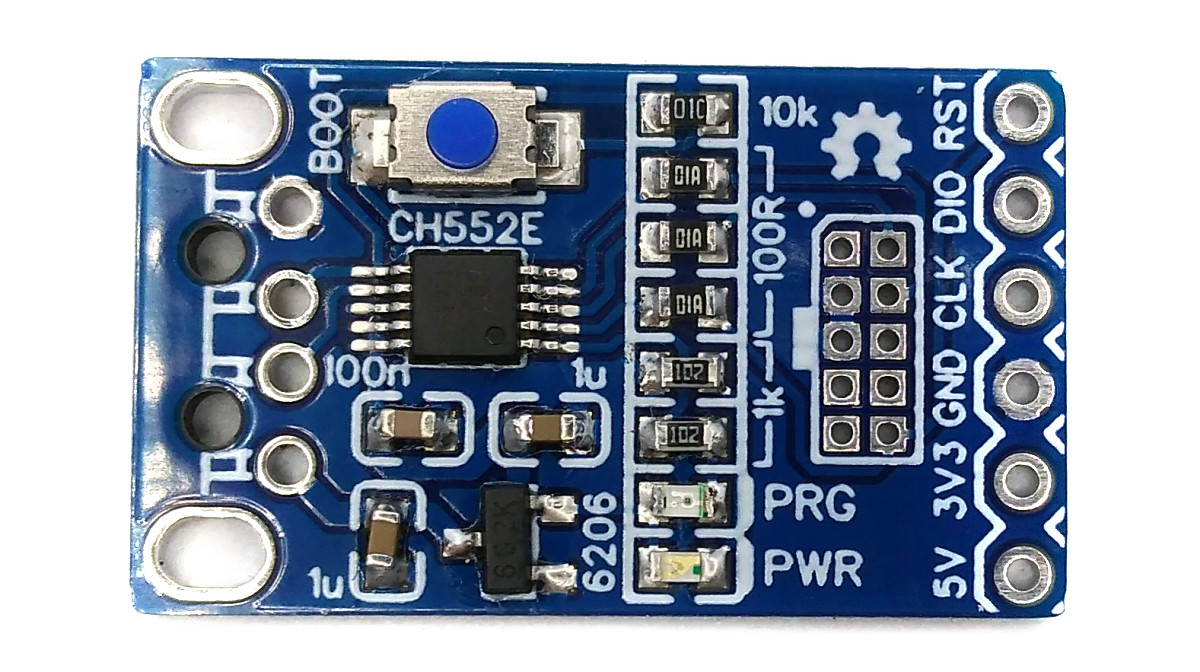 BOOT
CH552E
100n
1u
1u
662K
6206
01C
01A
01A
01A
102
102
10k
100R
1k
PRG
PWR
RST
DIO
CLK
GND
3V3
5V